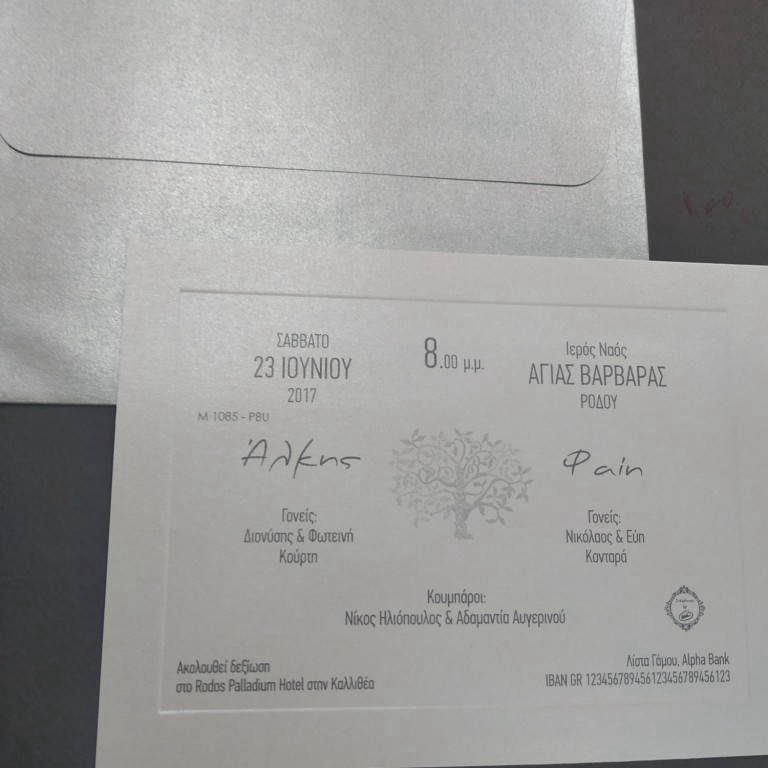 ΣΑΒΒΑΤΟ
23 ΙΟΥΝΙΟΥ
2017
8.00 μ.μ.
Ιερός Ναός
ΑΓΙΑΣ ΒΑΡΒΑΡΑΣ
ΡΟΔΟΥ
M 1085 - P8U
Άλκης
Φαίη
Γονείς:
Διονύσης & Φωτεινή
Κούρτη
Γονείς:
Νικόλαος & Εύη
Κονταρά
Κουμπάροι:
Νίκος Ηλιόπουλος & Αδαμαντία Αυγερινού
Ακολουθεί δεξίωση
στο Rodos Palladium Hotel στην Καλλιθέα
Λίστα Γάμου, Alpha Bank
IBAN GR 123456789456123456789456123